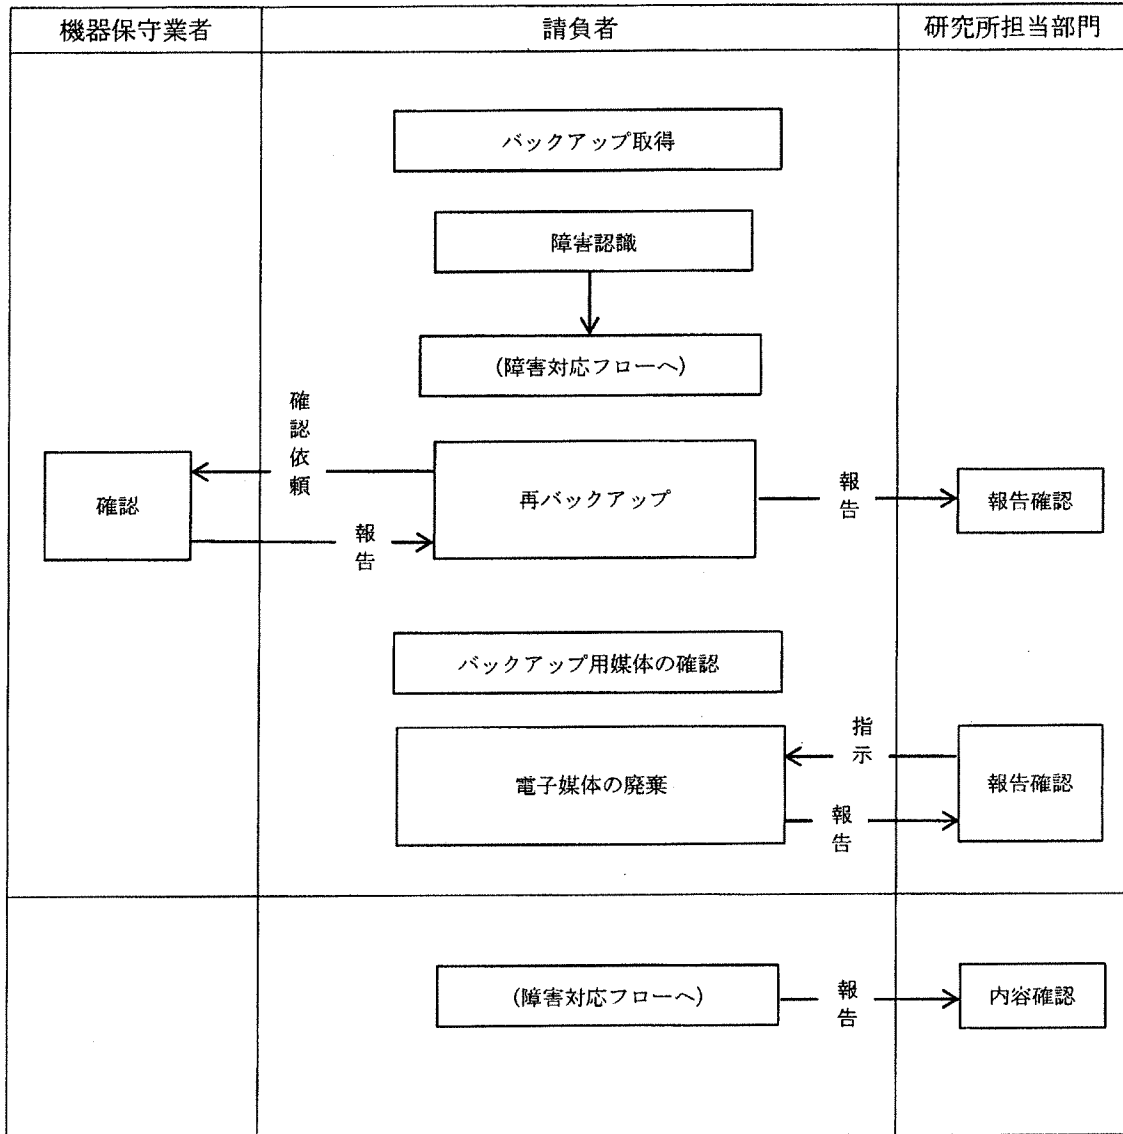 機器保守業者
請負者
研究所担当部門
バックアップ取得
障害認識
(障害対応フローへ)
確認依頼
確認
再バックアップ
報告
報告確認
報告
バックアップ用媒体の確認
指示
電子媒体の廃棄
報告確認
報告
(障害対応フローへ)
報告
内容確認